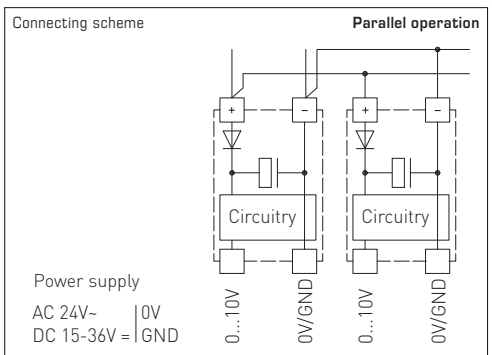 Connecting scheme
Parallel operation
+ − + −
Circuitry
Circuitry
Power supply
AC 24V~ 0V
DC 15-36V = GND
0...10V
0V/GND
0...10V
0V/GND